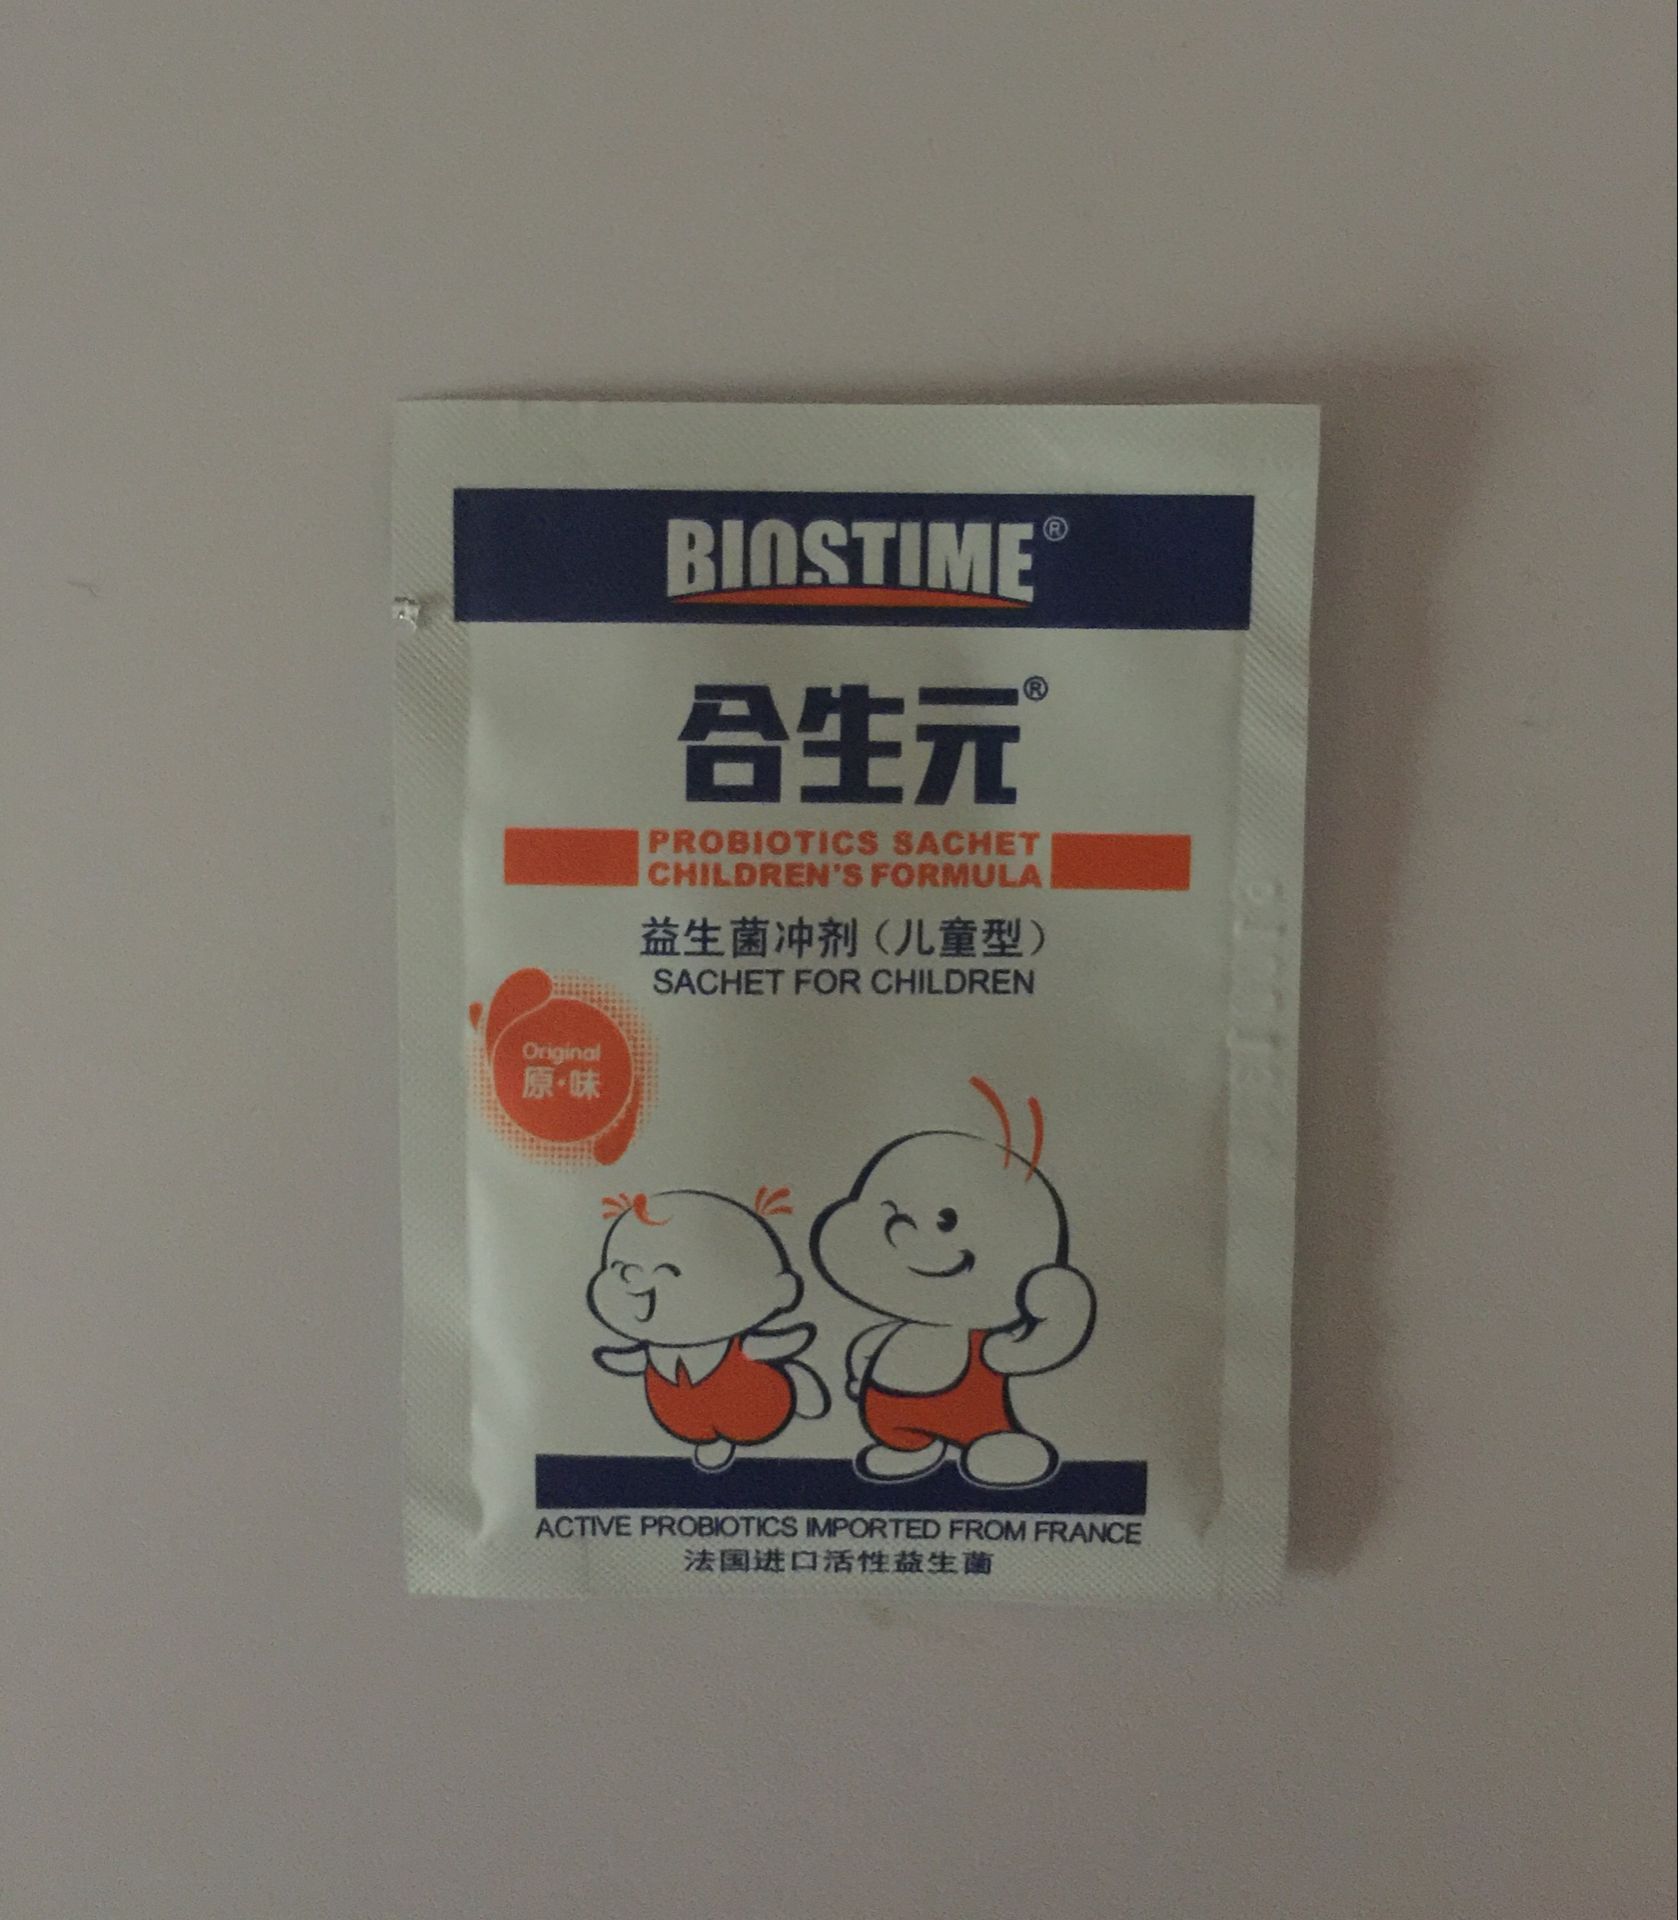 BIOSTIME®
合生元®
PROBIOTICS SACHET
CHILDREN'S FORMULA
益生菌冲剂（儿童型）
SACHET FOR CHILDREN
Original
原·味
ACTIVE PROBIOTICS IMPORTED FROM FRANCE
法国进口活性益生菌